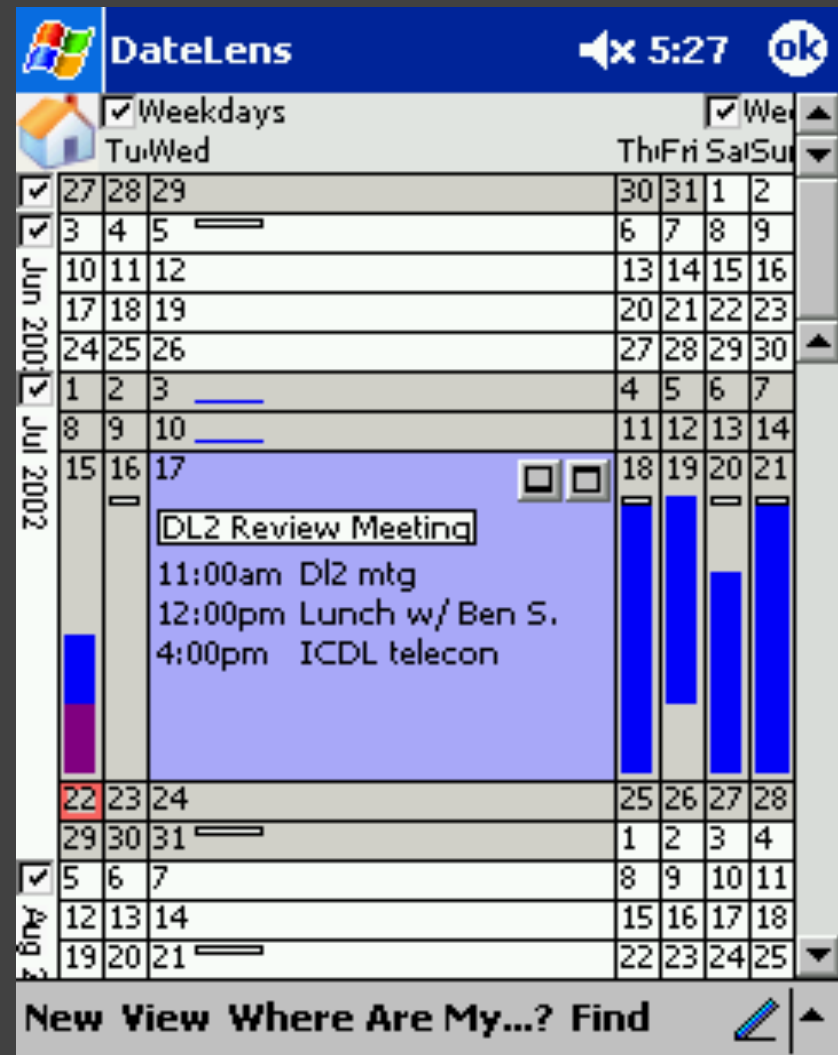 DateLens 5:27 ok
Weekdays
Wed Fri
27 28 29 30 31 1 2
3 4 5 6 7 8 9
10 11 12 13 14 15 16
17 18 19 20 21 22 23
24 25 26 27 28 29 30
1 2 3 4 5 6 7
8 9 10 11 12 13 14
15 16 17 18 19 20 21
DL2 Review Meeting
11:00am Dl2 mtg
12:00pm Lunch w/ Ben S.
4:00pm ICDL telecon
22 23 24 25 26 27 28
29 30 31 1 2 3 4
5 6 7 8 9 10 11
12 13 14 15 16 17 18
19 20 21 22 23 24 25
Jun
Jul 2002
Aug
New View Where Are My...? Find